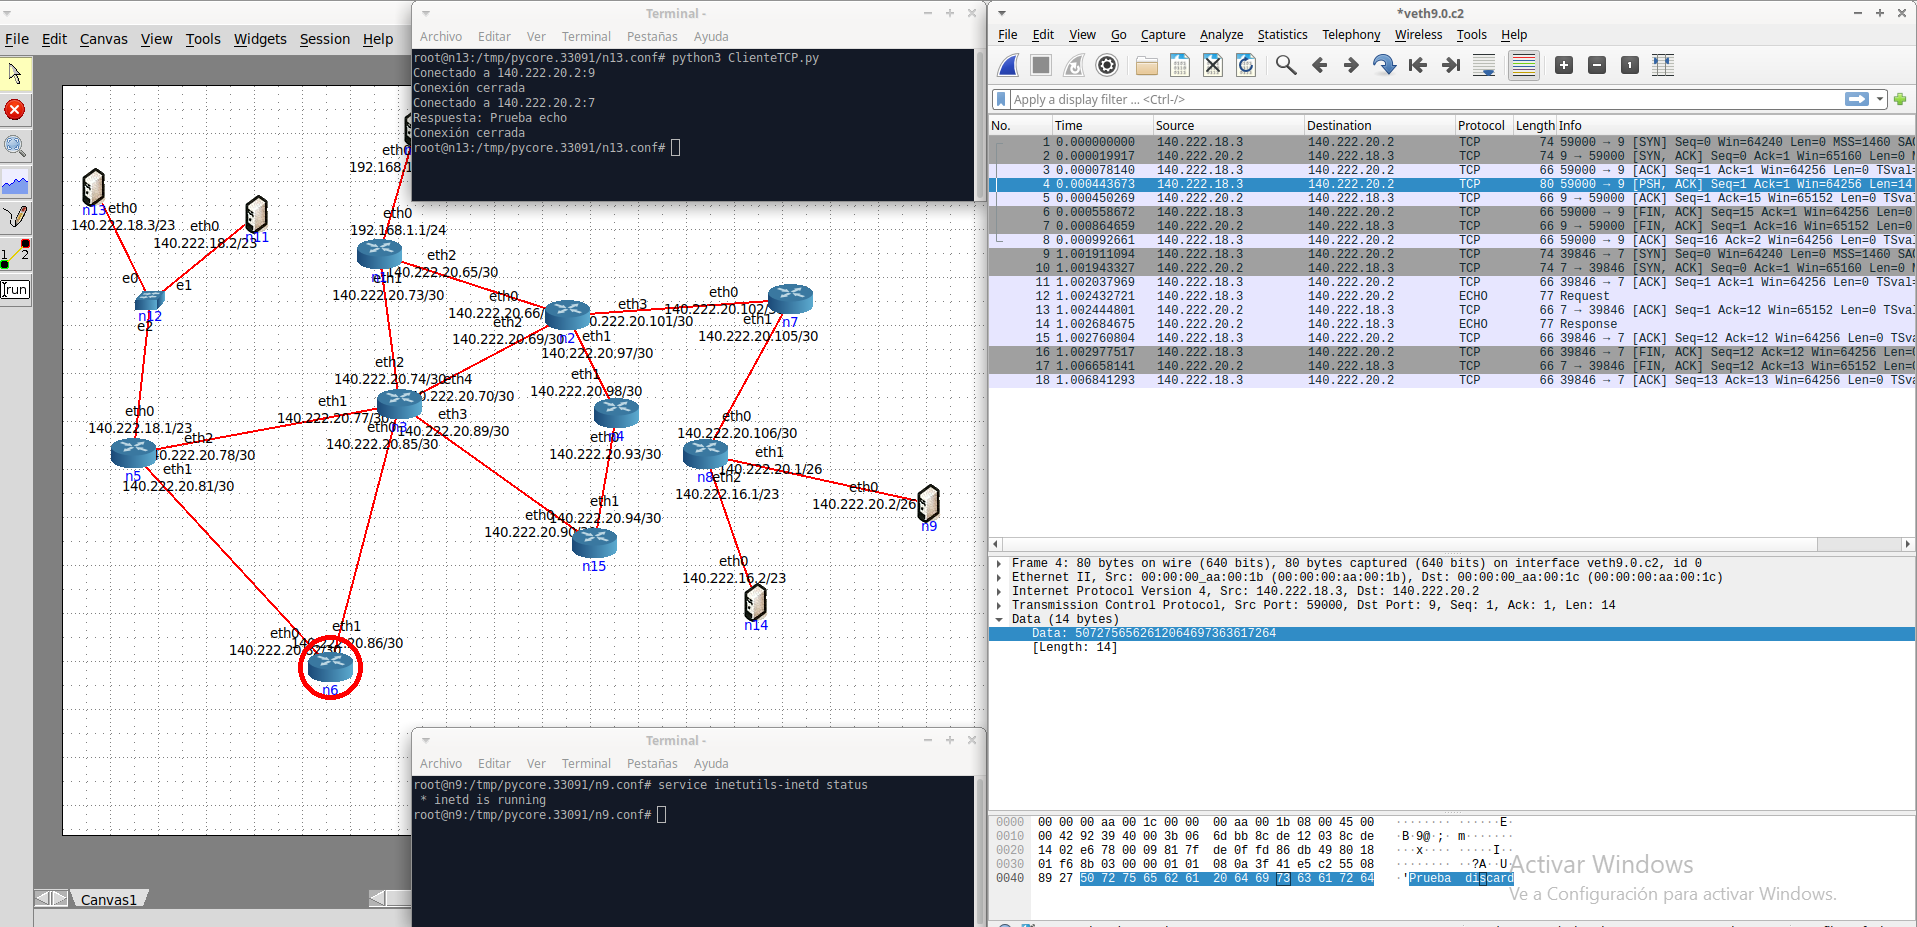 File Edit Canvas View Tools Widgets Session Help
Terminal -
Archivo Editar Ver Terminal Pestañas Ayuda
root@n13:/tmp/pycore.33091/n13.conf# python3 ClienteTCP.py
Conectado a 140.222.20.2:9
Conexión cerrada
Conectado a 140.222.20.2:7
Respuesta: Prueba echo
Conexión cerrada
root@n13:/tmp/pycore.33091/n13.conf#
run
n13 eth0
140.222.18.3/23
eth0
140.222.18.2/23
n11
e0
e1
n12
e2
eth0
192.168.1
eth0
192.168.1.1/24
eth2
140.222.20.65/30
eth1
140.222.20.73/30
eth0
140.222.20.66/
eth2
140.222.20.69/30
n2
eth3
0.222.20.101/30
eth1
140.222.20.97/30
eth0
140.222.20.102/
eth1
n7
140.222.20.105/30
eth2
140.222.20.74/30
eth4
0.222.20.70/30
eth1
140.222.20.77/30
eth3
140.222.20.89/30
140.222.20.85/30
eth1
140.222.20.98/30
140.222.20.93/30
eth0
140.222.18.1/23
eth2
40.222.20.78/30
eth1
n5
140.222.20.81/30
eth0
140.222.20.106/30
eth1
140.222.20.1/26
n8
eth2
140.222.16.1/23
eth0
140.222.20.2/26
n9
eth1
140.222.20.94/30
eth0
140.222.20.90
n15
eth0
140.222.16.2/23
n14
eth1
eth0
20.86/30
n6
Canvas1
Terminal -
Archivo Editar Ver Terminal Pestañas Ayuda
root@n9:/tmp/pycore.33091/n9.conf# service inetutils-inetd status
* inetd is running
root@n9:/tmp/pycore.33091/n9.conf#
*veth9.0.c2
File Edit View Go Capture Analyze Statistics Telephony Wireless Tools Help
Apply a display filter ... <Ctrl-/>
No. Time Source Destination Protocol Length Info
1 0.000000000 140.222.18.3 140.222.20.2 TCP 74 59000 → 9 [SYN] Seq=0 Win=64240 Len=0 MSS=1460 SAC
2 0.000019917 140.222.20.2 140.222.18.3 TCP 74 9 → 59000 [SYN, ACK] Seq=0 Ack=1 Win=65160 Len=0 M
3 0.000078140 140.222.18.3 140.222.20.2 TCP 66 59000 → 9 [ACK] Seq=1 Ack=1 Win=64256 Len=0 TSval=
4 0.000443673 140.222.18.3 140.222.20.2 TCP 80 59000 → 9 [PSH, ACK] Seq=1 Ack=1 Win=64256 Len=14
5 0.000450269 140.222.20.2 140.222.18.3 TCP 66 9 → 59000 [ACK] Seq=1 Ack=15 Win=65152 Len=0 TSval
6 0.000558672 140.222.18.3 140.222.20.2 TCP 66 59000 → 9 [FIN, ACK] Seq=15 Ack=1 Win=64256 Len=0
7 0.000864659 140.222.20.2 140.222.18.3 TCP 66 9 → 59000 [FIN, ACK] Seq=1 Ack=16 Win=65152 Len=0
8 0.000992661 140.222.18.3 140.222.20.2 TCP 66 59000 → 9 [ACK] Seq=16 Ack=2 Win=64256 Len=0 TSval
9 1.001911094 140.222.18.3 140.222.20.2 TCP 74 39846 → 7 [SYN] Seq=0 Win=64240 Len=0 MSS=1460 SAC
10 1.001943327 140.222.20.2 140.222.18.3 TCP 74 7 → 39846 [SYN, ACK] Seq=0 Ack=1 Win=65160 Len=0 M
11 1.002037969 140.222.18.3 140.222.20.2 TCP 66 39846 → 7 [ACK] Seq=1 Ack=1 Win=64256 Len=0 TSval=
12 1.002432721 140.222.18.3 140.222.20.2 ECHO 77 Request
13 1.002444801 140.222.20.2 140.222.18.3 TCP 66 7 → 39846 [ACK] Seq=1 Ack=12 Win=65152 Len=0 TSval
14 1.002684675 140.222.20.2 140.222.18.3 ECHO 77 Response
15 1.002760804 140.222.18.3 140.222.20.2 TCP 66 39846 → 7 [ACK] Seq=12 Ack=12 Win=64256 Len=0 TSva
16 1.002977517 140.222.18.3 140.222.20.2 TCP 66 39846 → 7 [FIN, ACK] Seq=12 Ack=12 Win=64256 Len=0
17 1.006658141 140.222.20.2 140.222.18.3 TCP 66 7 → 39846 [FIN, ACK] Seq=12 Ack=13 Win=65152 Len=0
18 1.006841293 140.222.18.3 140.222.20.2 TCP 66 39846 → 7 [ACK] Seq=13 Ack=13 Win=64256 Len=0 TSva
Frame 4: 80 bytes on wire (640 bits), 80 bytes captured (640 bits) on interface veth9.0.c2, id 0
Ethernet II, Src: 00:00:00_aa:00:1b (00:00:00:aa:00:1b), Dst: 00:00:00_aa:00:1c (00:00:00:aa:00:1c)
Internet Protocol Version 4, Src: 140.222.18.3, Dst: 140.222.20.2
Transmission Control Protocol, Src Port: 59000, Dst Port: 9, Seq: 1, Ack: 1, Len: 14
Data (14 bytes)
Data: 5072756562612064697363617264
[Length: 14]
0000 00 00 00 aa 00 1c 00 00 00 aa 00 1b 08 00 45 00 ········ ······E·
0010 00 42 92 39 40 00 3b 06 6d bb 8c de 12 03 8c de ·B·9@·;· m·······
0020 14 02 e6 78 00 09 81 7f de 0f fd 86 db 49 80 18 ···x···· ·····I··
0030 01 f6 8b 03 00 00 01 01 08 0a 3f 41 e5 c2 55 08 ········ ··?A··U·
0040 89 27 50 72 75 65 62 61 20 64 69 73 63 61 72 64 ·'Prueba discard
Activar Windows
Ve a Configuración para activar Windows.